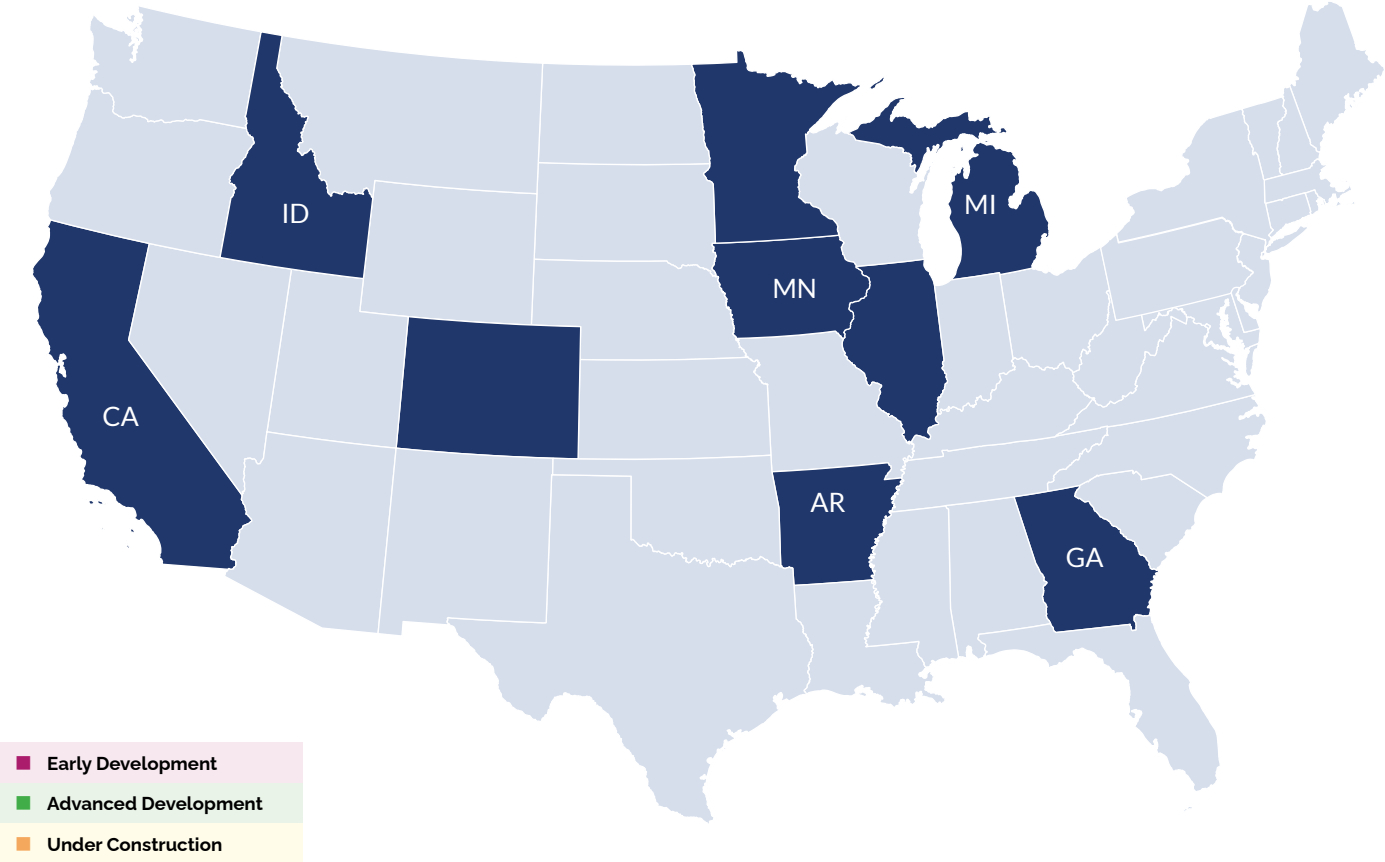 ID
MI
MN
CA
AR
GA
Early Development
Advanced Development
Under Construction